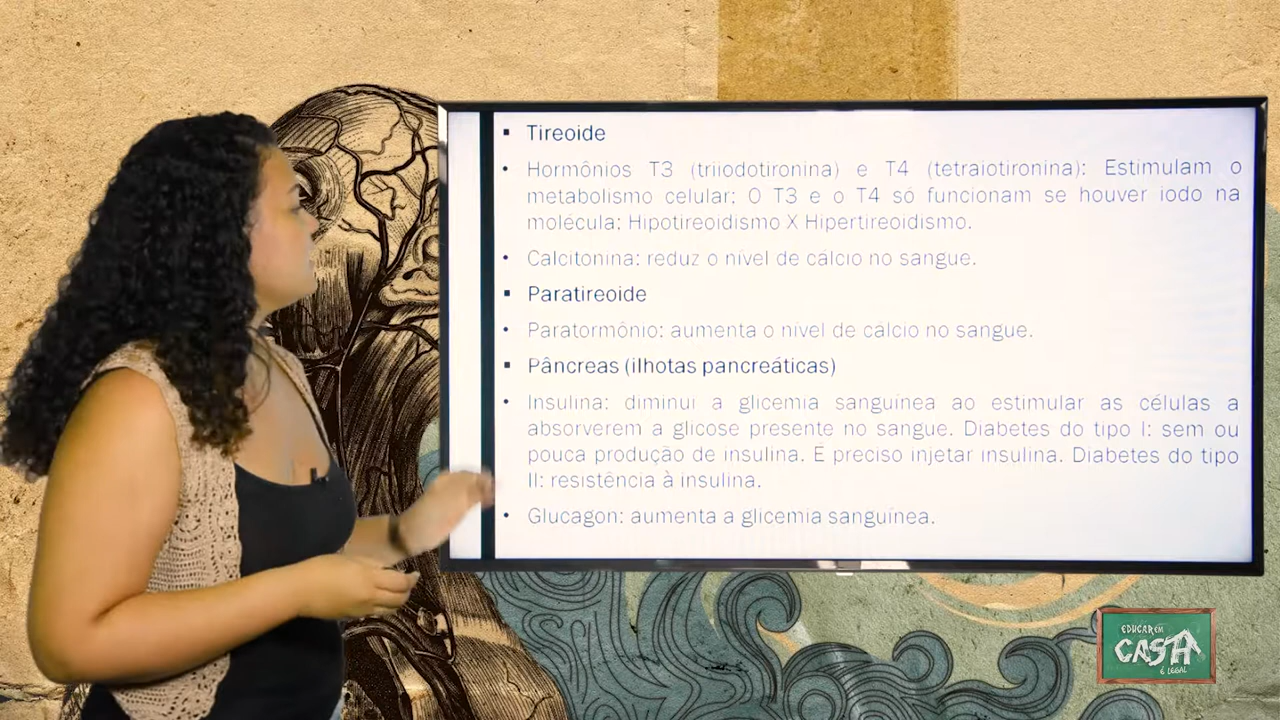 Tireoide
Hormônios T3 (triiodotironina) e T4 (tetraiotironina): Estimulam o
metabolismo celular: O T3 e o T4 só funcionam se houver iodo na
molécula; Hipotireoidismo X Hipertireoidismo.
Calcitonina: reduz o nível de cálcio no sangue.
Paratireoide
Paratormônio: aumenta o nível de cálcio no sangue.
Pâncreas (ilhotas pancreáticas)
Insulina: diminui a glicemia sanguínea ao estimular as células a
absorverem a glicose presente no sangue. Diabetes do tipo I: sem ou
pouca produção de insulina. É preciso injetar insulina. Diabetes do tipo
II: resistência à insulina.
Glucagon: aumenta a glicemia sanguínea.
EDUCAR EM
CASA
É LEGAL